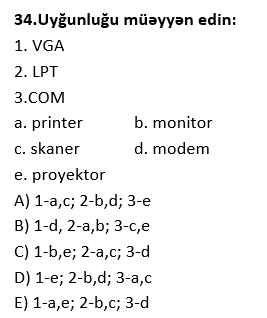 34.Uyğunluğu müəyyən edin:
1. VGA
2. LPT
3.COM
a. printer b. monitor
c. skaner d. modem
e. proyektor
A) 1-a,c; 2-b,d; 3-e
B) 1-d, 2-a,b; 3-c,e
C) 1-b,e; 2-a,c; 3-d
D) 1-e; 2-b,d; 3-a,c
E) 1-a,e; 2-b,c; 3-d